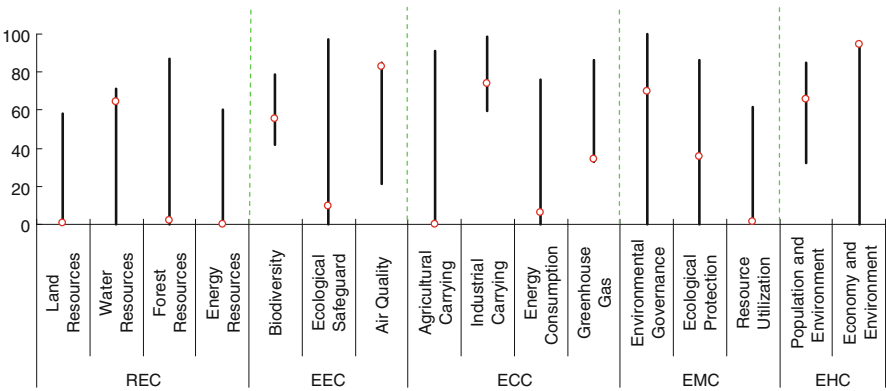 100
80
60
40
20
0
Land
Resources
Water
Resources
Forest
Resources
Energy
Resources
Biodiversity
Ecological
Safeguard
Air Quality
Agricultural
Carrying
Industrial
Carrying
Energy
Consumption
Greenhouse
Gas
Environmental
Governance
Ecological
Protection
Resource
Utilization
Population and
Environment
Economy and
Environment
REC
EEC
ECC
EMC
EHC